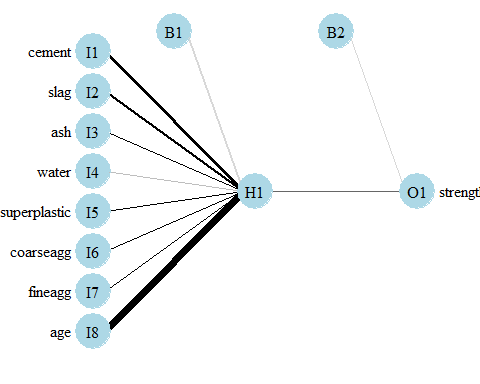 B1 B2
cement I1
slag I2
ash I3
water I4
H1 O1 strength
superplastic I5
coarseagg I6
fineagg I7
age I8